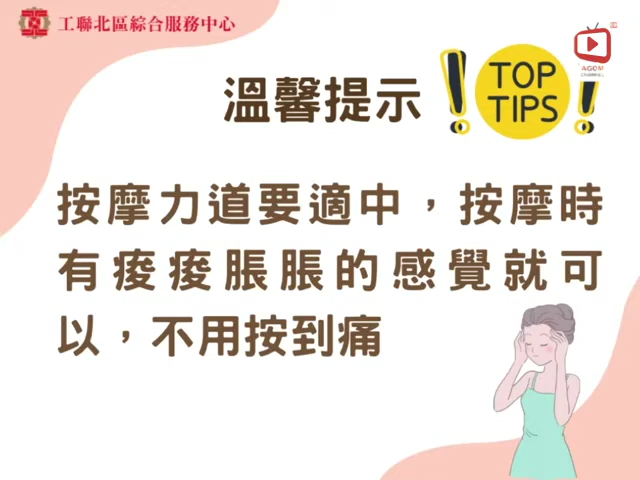 工聯北區綜合服務中心
AGOM
溫馨提示
TOP
TIPS
按摩力道要適中，按摩時
有痠痠脹脹的感覺就可
以，不用按到痛